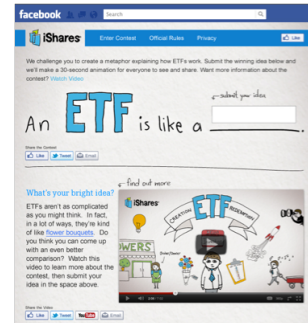 facebook
Search
iShares
Enter Contest Official Rules Privacy
Like
We challenge you to create a metaphor explaining how ETFs work. Submit the winning idea below and
we'll make a 30-second animation for everyone to see and share. Want more information about the
contest? Watch Video
submit your idea
An ETF is like a
Share the Contest
Like Tweet Email
find out more
What's your bright idea?
ETFs aren't as complicated
as you might think. In fact,
in a lot of ways, they're kind
of like flower bouquets. Do
you think you can come up
with an even better
comparison? Watch this
video to learn more about the
contest, then submit your
idea in the space above.
iShares
CREATION ETF REDEMPTION
Share the Video
Like Tweet YouTube Email